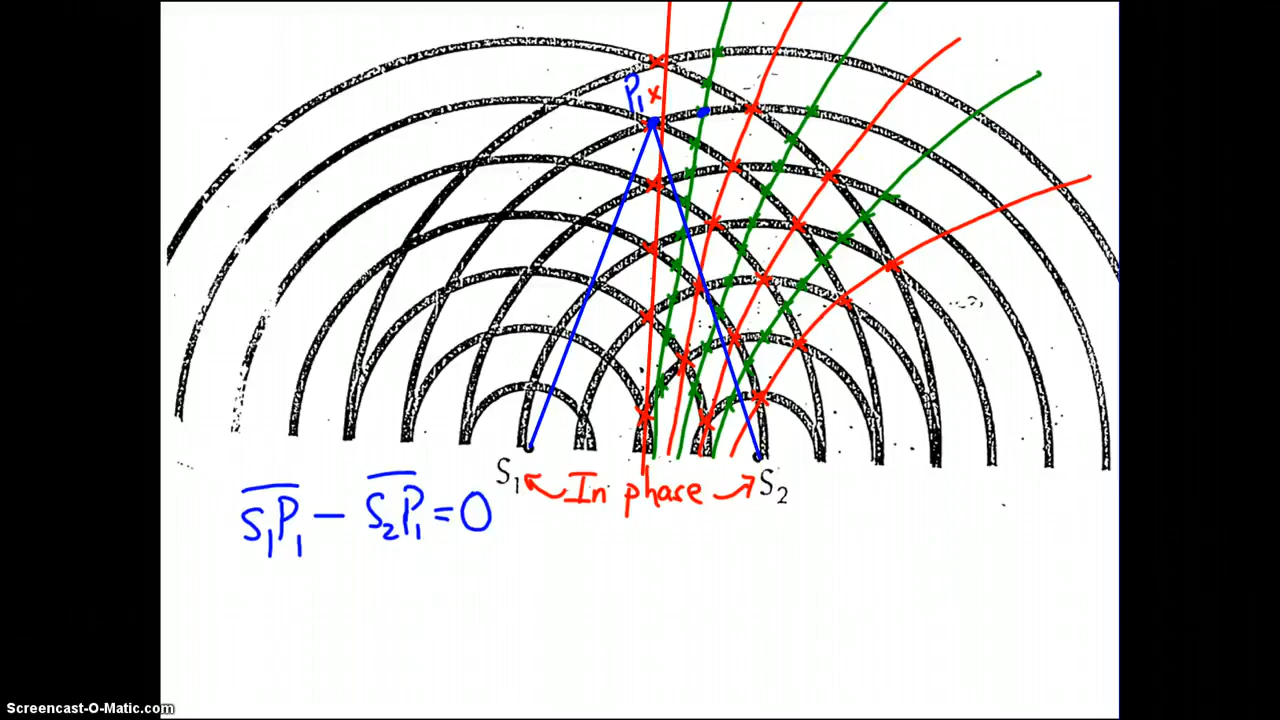 P₁
S₁ In phase S₂
S₁P₁ - S₂P₁ = 0
Screencast-O-Matic.com